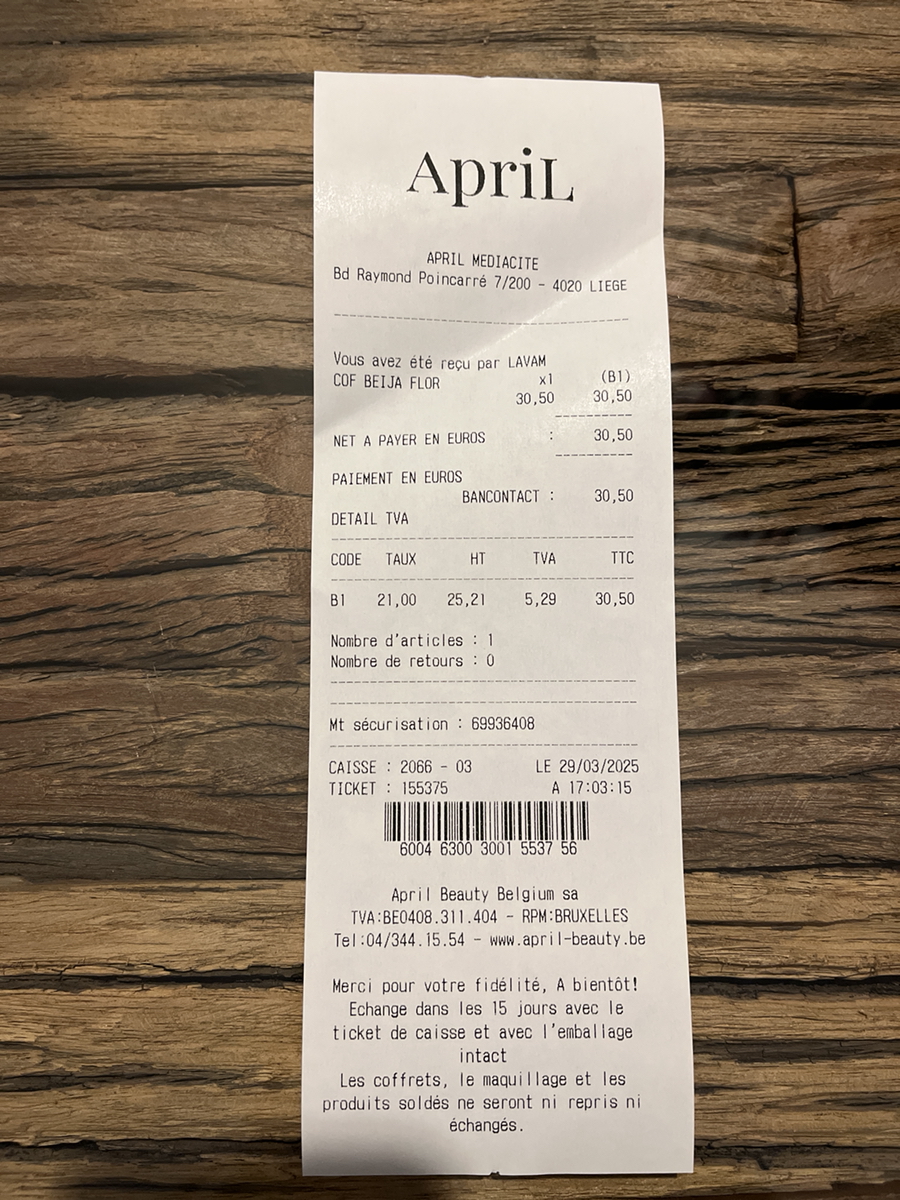 ApriL
APRIL MEDIACITE
Bd Raymond Poincarré 7/200 - 4020 LIEGE
Vous avez été reçu par LAVAM
COF BEIJA FLOR x1 (B1)
30,50 30,50
NET A PAYER EN EUROS : 30,50
PAIEMENT EN EUROS
BANCONTACT : 30,50
DETAIL TVA
CODE TAUX HT TVA TTC
B1 21,00 25,21 5,29 30,50
Nombre d'articles : 1
Nombre de retours : 0
Mt sécurisation : 69936408
CAISSE : 2066 - 03 LE 29/03/2025
TICKET : 155375 A 17:03:15
6004 6300 3001 5537 56
April Beauty Belgium sa
TVA:BE0408.311.404 - RPM:BRUXELLES
Tel:04/344.15.54 - www.april-beauty.be
Merci pour votre fidélité, A bientôt!
Echange dans les 15 jours avec le
ticket de caisse et avec l'emballage
intact
Les coffrets, le maquillage et les
produits soldés ne seront ni repris ni
échangés.